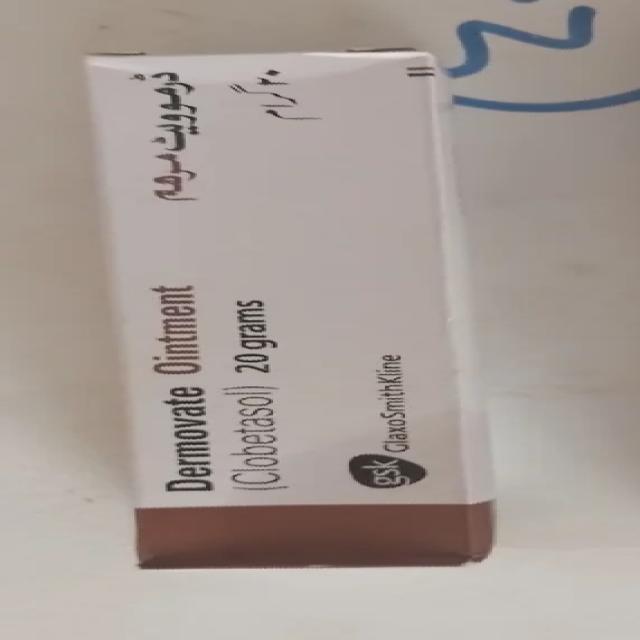 Dermovate Ointment
(Clobetasol) 20 grams
gsk GlaxoSmithKline
ڈرموویٹ مرہم
۲۰ گرام